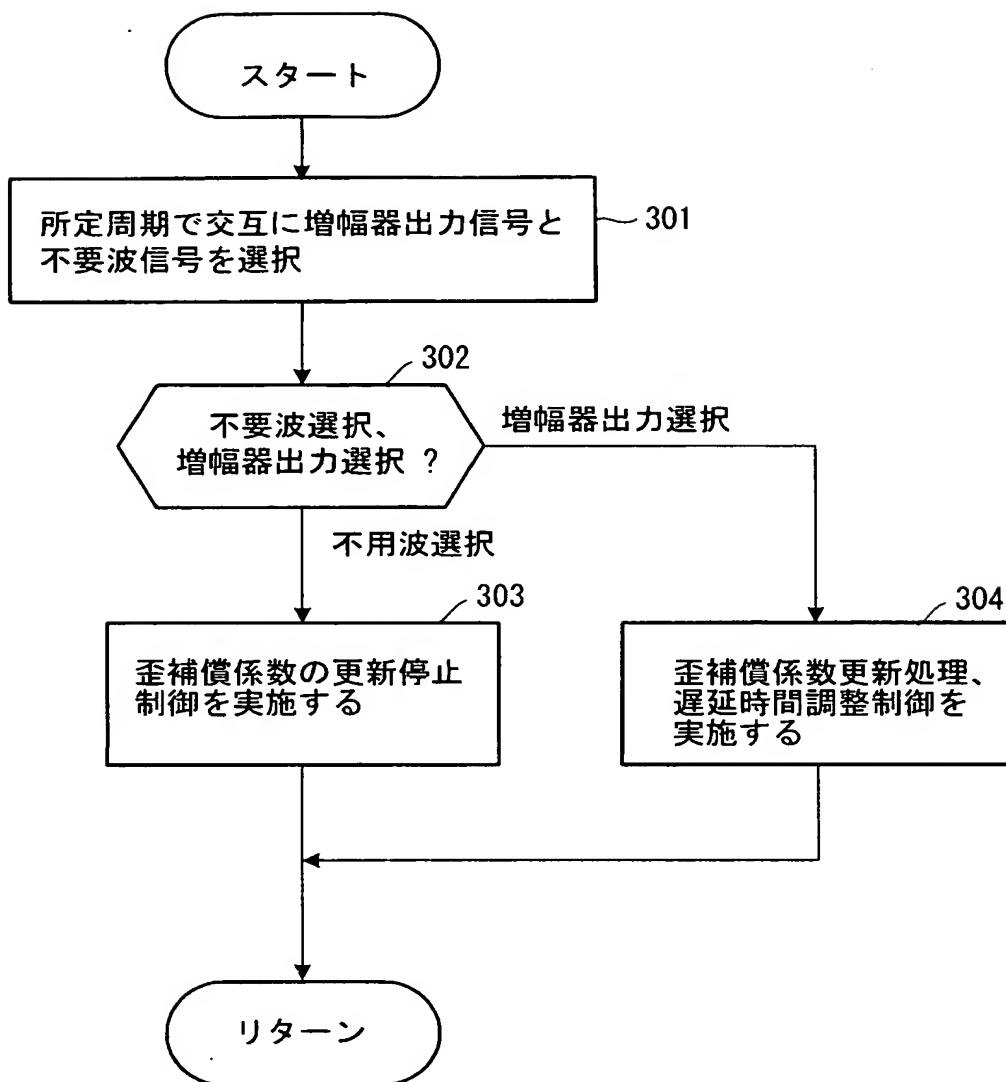 スタート
所定周期で交互に増幅器出力信号と
不要波信号を選択
301
302
不要波選択、
増幅器出力選択 ?
増幅器出力選択
不用波選択
303
歪補償係数の更新停止
制御を実施する
304
歪補償係数更新処理、
遅延時間調整制御を
実施する
リターン